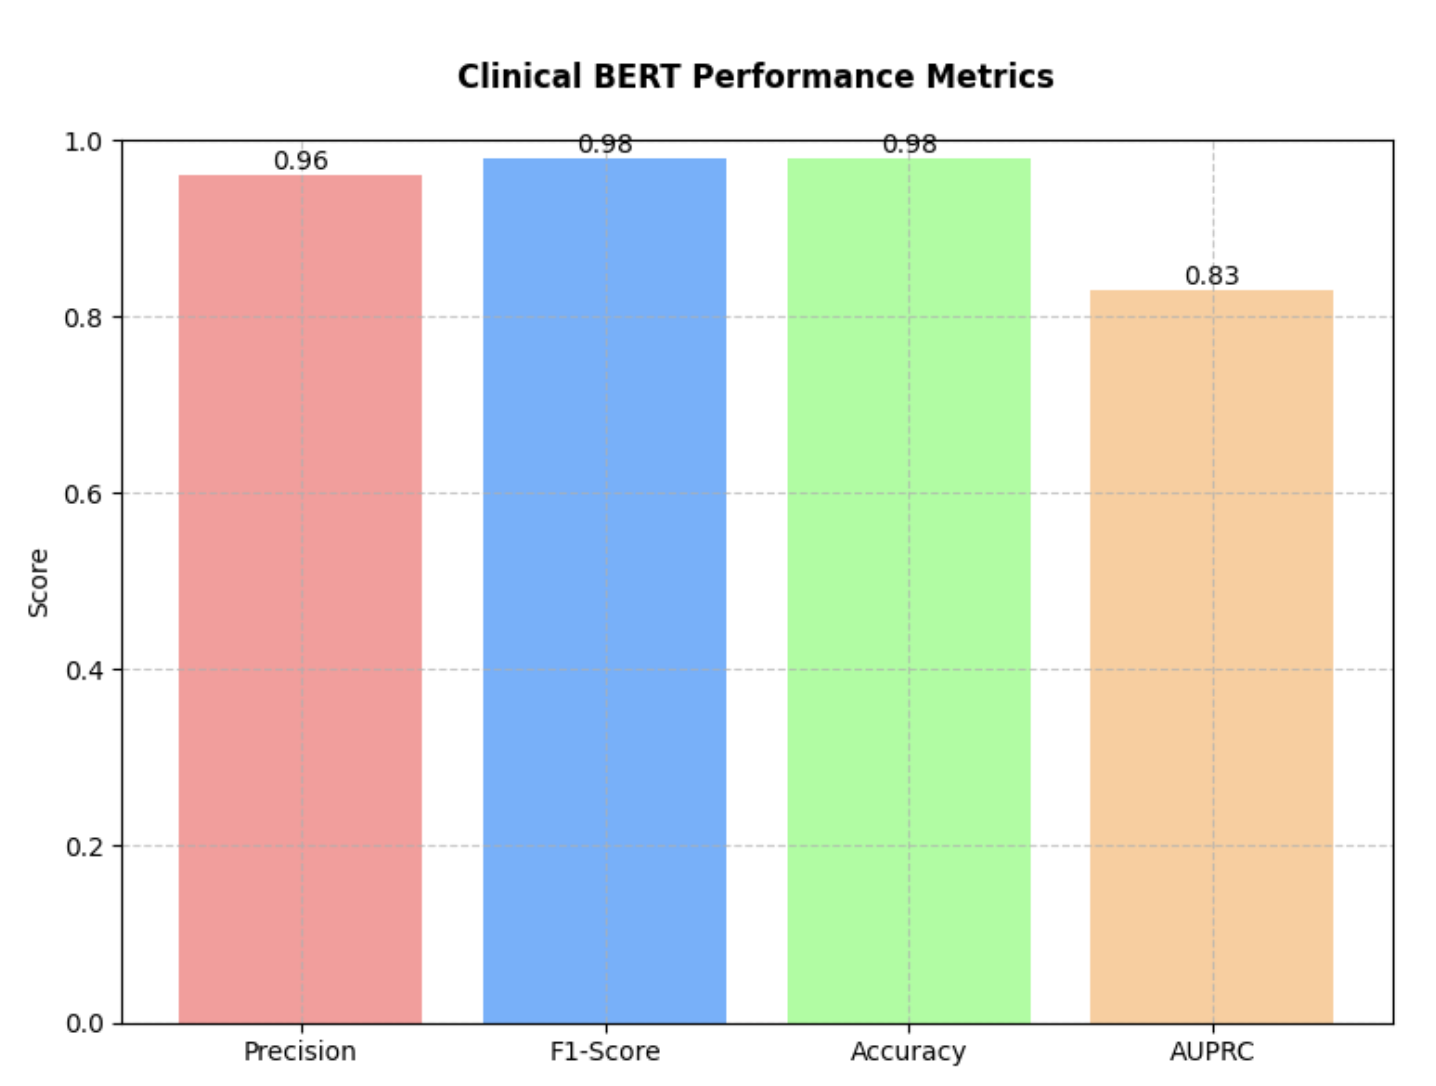 Clinical BERT Performance Metrics
1.0
0.8
0.6
0.4
0.2
0.0
Score
0.96
0.98
0.98
0.83
Precision
F1-Score
Accuracy
AUPRC